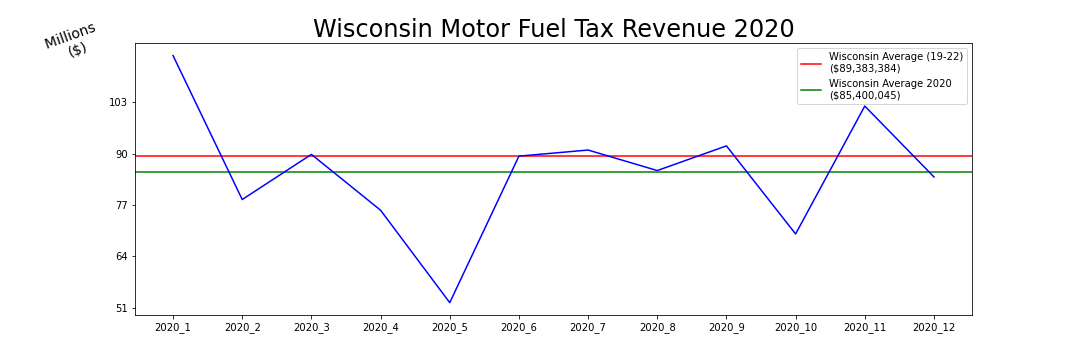 Wisconsin Motor Fuel Tax Revenue 2020
Millions
($)
Wisconsin Average (19-22)
($89,383,384)
Wisconsin Average 2020
($85,400,045)
103
90
77
64
51
2020_1 2020_2 2020_3 2020_4 2020_5 2020_6 2020_7 2020_8 2020_9 2020_10 2020_11 2020_12